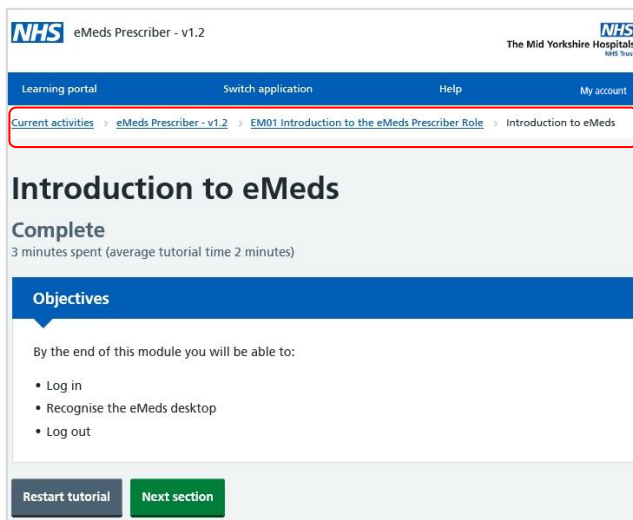 NHS eMeds Prescriber - v1.2
NHS
The Mid Yorkshire Hospitals
NHS Trust
Learning portal Switch application Help My account
Current activities > eMeds Prescriber - v1.2 > EM01 Introduction to the eMeds Prescriber Role > Introduction to eMeds
Introduction to eMeds
Complete
3 minutes spent (average tutorial time 2 minutes)
Objectives
By the end of this module you will be able to:
• Log in
• Recognise the eMeds desktop
• Log out
Restart tutorial Next section